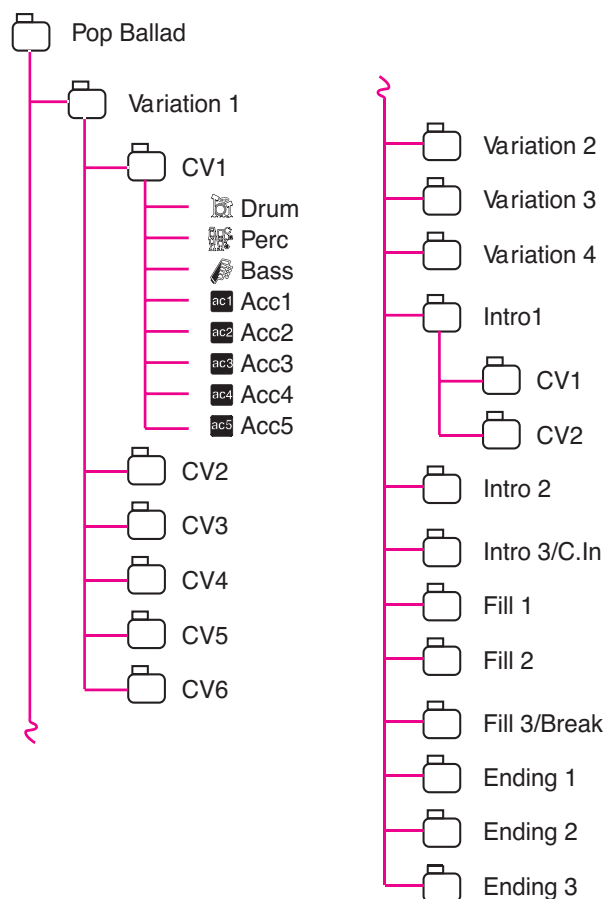 Pop Ballad
Variation 1
CV1
Drum
Perc
Bass
ac1 Acc1
ac2 Acc2
ac3 Acc3
ac4 Acc4
ac5 Acc5
CV2
CV3
CV4
CV5
CV6
Variation 2
Variation 3
Variation 4
Intro1
CV1
CV2
Intro 2
Intro 3/C.In
Fill 1
Fill 2
Fill 3/Break
Ending 1
Ending 2
Ending 3